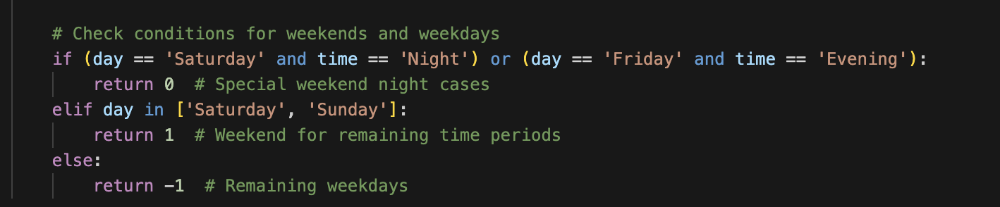 # Check conditions for weekends and weekdays
if (day == 'Saturday' and time == 'Night') or (day == 'Friday' and time == 'Evening'):
    return 0  # Special weekend night cases
elif day in ['Saturday', 'Sunday']:
    return 1  # Weekend for remaining time periods
else:
    return -1  # Remaining weekdays